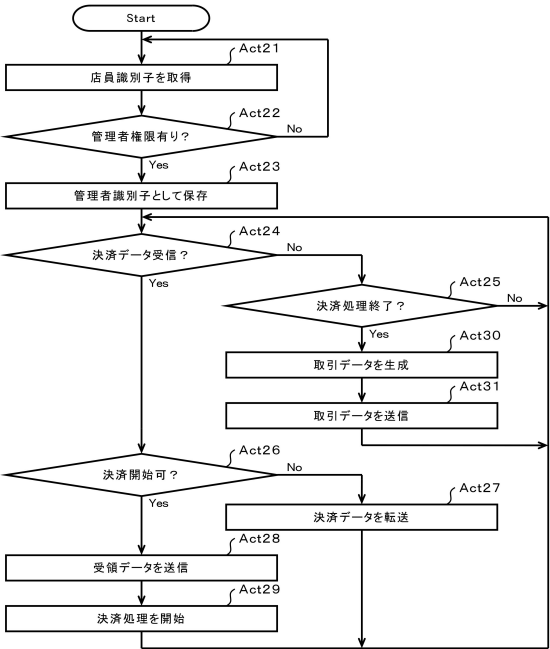 Start
Act21
店員識別子を取得
Act22
管理者権限有り？
No
Yes
Act23
管理者識別子として保存
Act24
決済データ受信？
No
Yes
Act25
決済処理終了？
No
Yes
Act30
取引データを生成
Act31
取引データを送信
Act26
決済開始可？
No
Yes
Act27
決済データを転送
Act28
受領データを送信
Act29
決済処理を開始